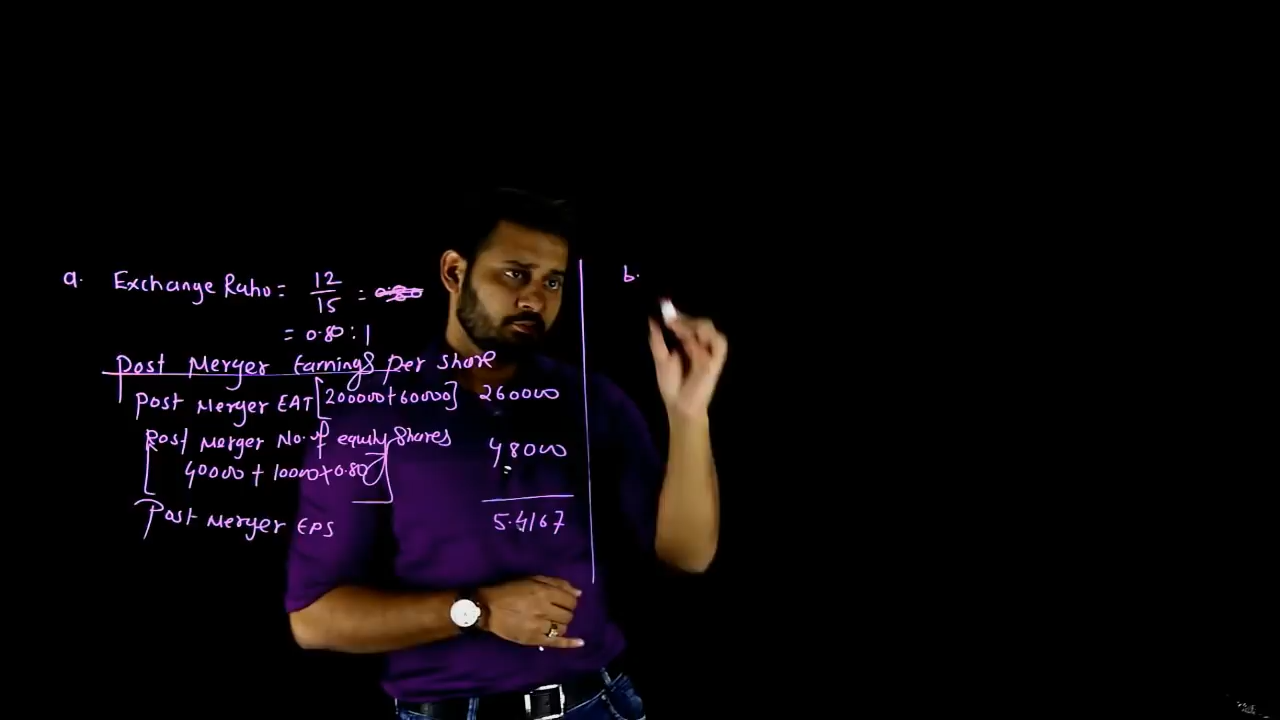 a. Exchange Ratio = 12/15 =
= 0.80 : 1
Post Merger Earnings per share
Post Merger EAT [200000+60000] 260000
Post Merger No. of equity shares 48000
[40000 + 10000 x 0.80]
Post Merger EPS 5.4167
b.